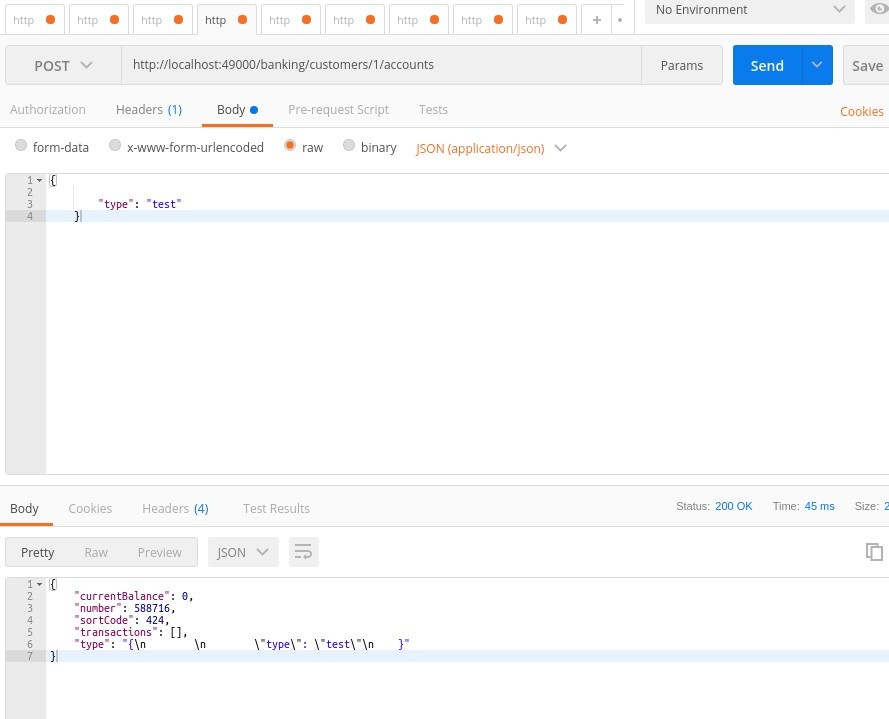 http http http http http http http http http + No Environment
POST http://localhost:49000/banking/customers/1/accounts Params Send Save
Authorization Headers (1) Body Pre-request Script Tests Cookies
form-data x-www-form-urlencoded raw binary JSON (application/json)
1 {
2
3 "type": "test"
4 }
Body Cookies Headers (4) Test Results Status: 200 OK Time: 45 ms Size: 2
Pretty Raw Preview JSON
1 {
2 "currentBalance": 0,
3 "number": 588716,
4 "sortCode": 424,
5 "transactions": [],
6 "type": "{\n        \n        \"type\": \"test\"\n    }"
7 }